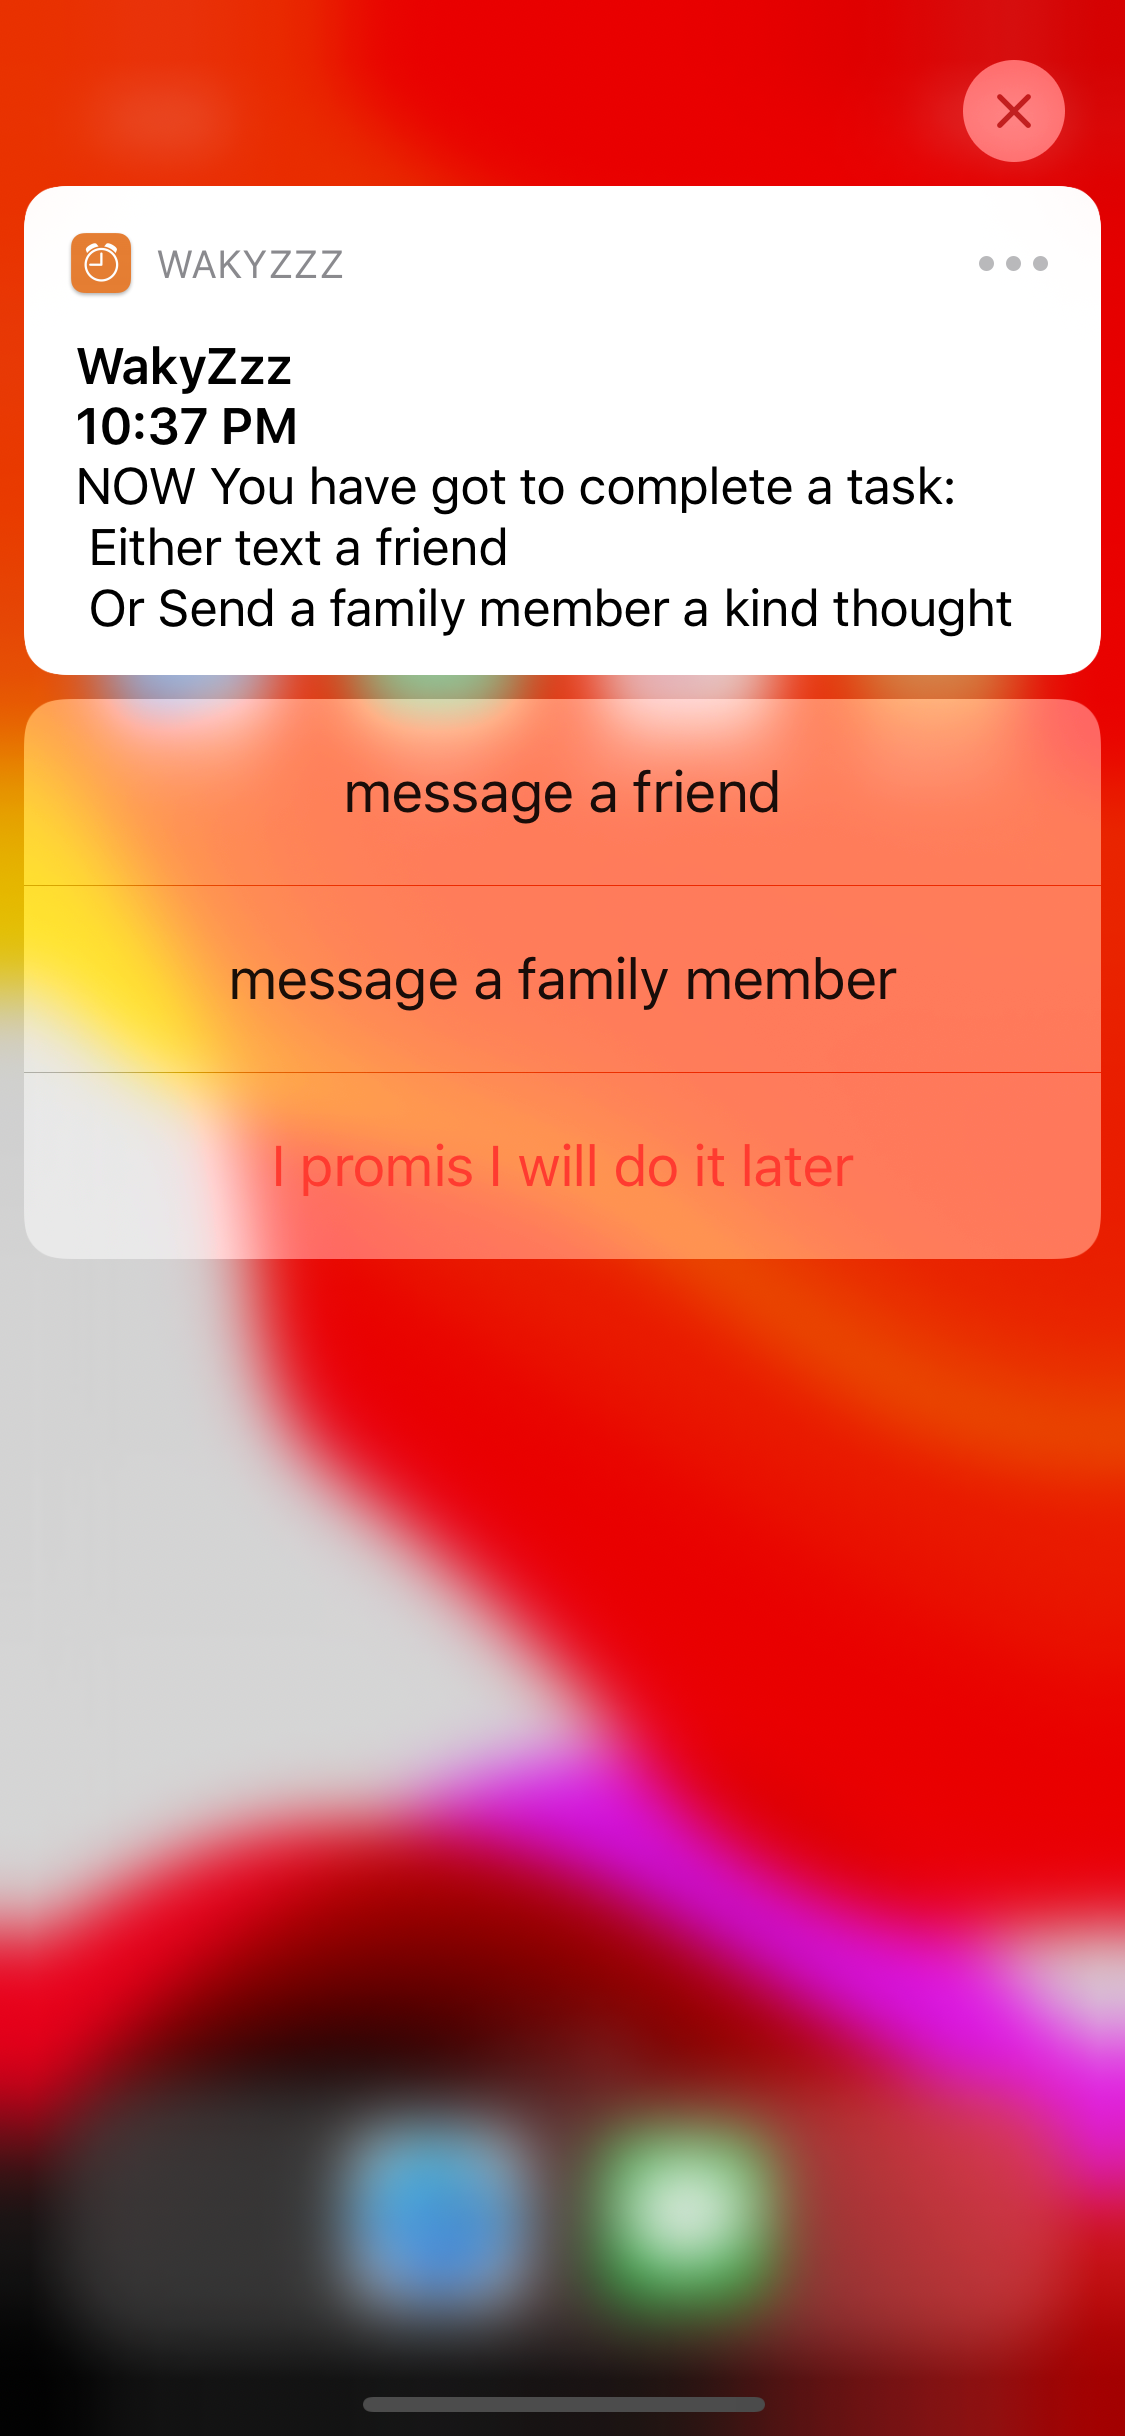 WAKYZZZ
WakyZzz
10:37 PM
NOW You have got to complete a task:
Either text a friend
Or Send a family member a kind thought
message a friend
message a family member
I promis I will do it later